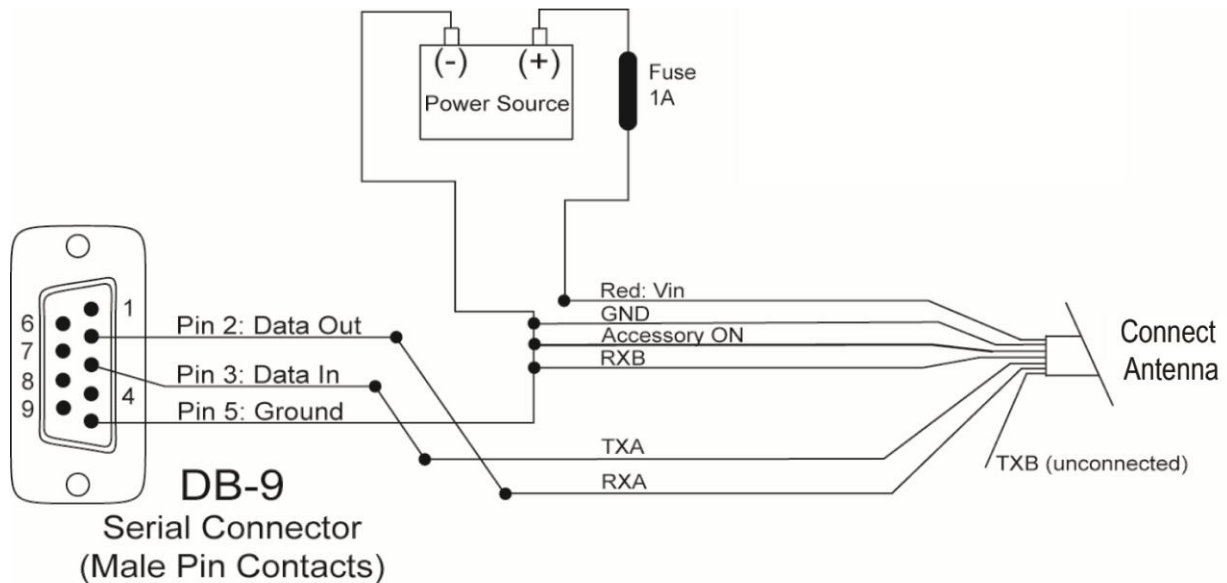 (-)
(+)
Power Source
Fuse
1A
1
6
7
8
9
4
Pin 2: Data Out
Pin 3: Data In
Pin 5: Ground
Red: Vin
GND
Accessory ON
RXB
TXA
RXA
TXB (unconnected)
Connect
Antenna
DB-9
Serial Connector
(Male Pin Contacts)